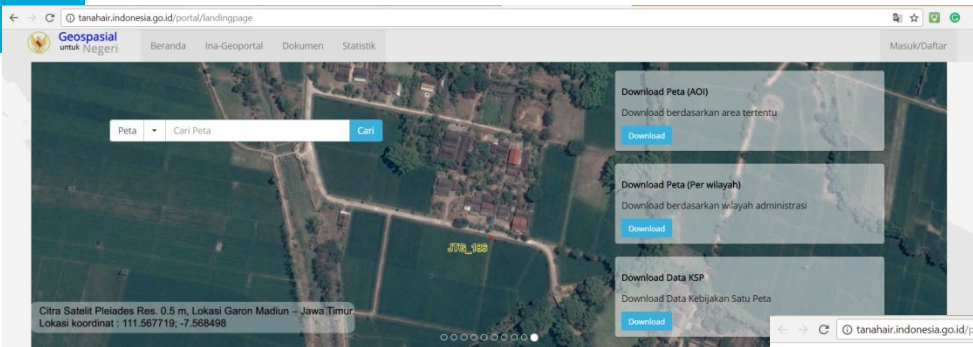 tanahair.indonesia.go.id/portal/landingpage
Geospasial
untuk Negeri
Beranda
Ina-Geoportal
Dokumen
Statistik
Masuk/Daftar
Peta
Cari Peta
Cari
Download Peta (AOI)
Download berdasarkan area tertentu
Download
Download Peta (Per wilayah)
Download berdasarkan wilayah administrasi
Download
JTG_196
Download Data KSP
Download Data Kebijakan Satu Peta
Download
Citra Satelit Pleiades Res. 0.5 m, Lokasi Garon Madiun – Jawa Timur
Lokasi koordinat : 111.567719; -7.568498
tanahair.indonesia.go.id/p